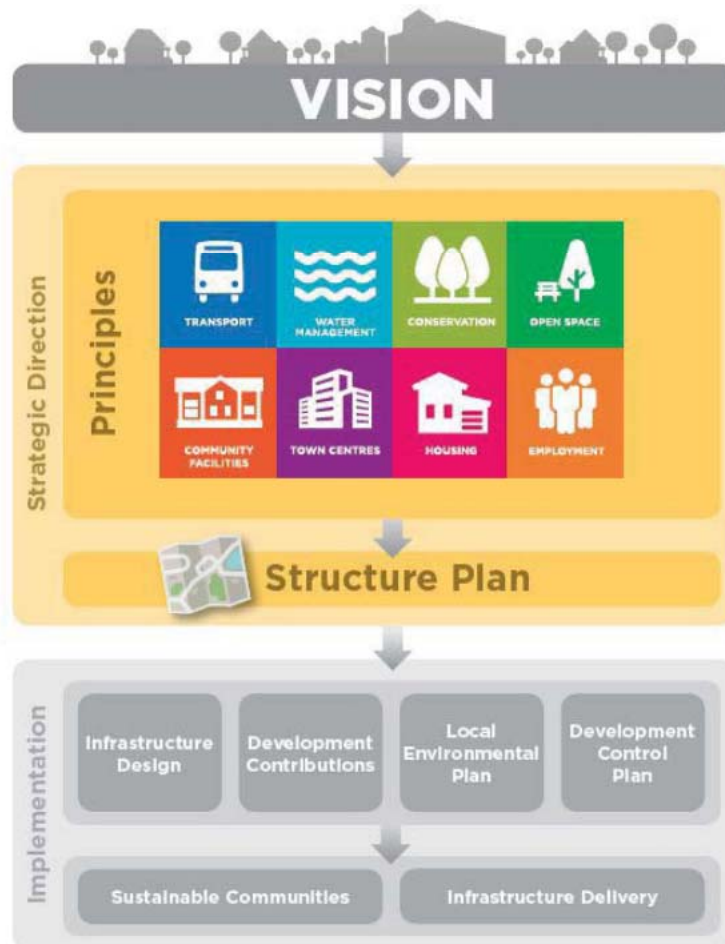 VISION
Strategic Direction
Principles
TRANSPORT
WATER
MANAGEMENT
CONSERVATION
OPEN SPACE
COMMUNITY
FACILITIES
TOWN CENTRES
HOUSING
EMPLOYMENT
Structure Plan
Implementation
Infrastructure
Design
Development
Contributions
Local
Environmental
Plan
Development
Control
Plan
Sustainable Communities
Infrastructure Delivery